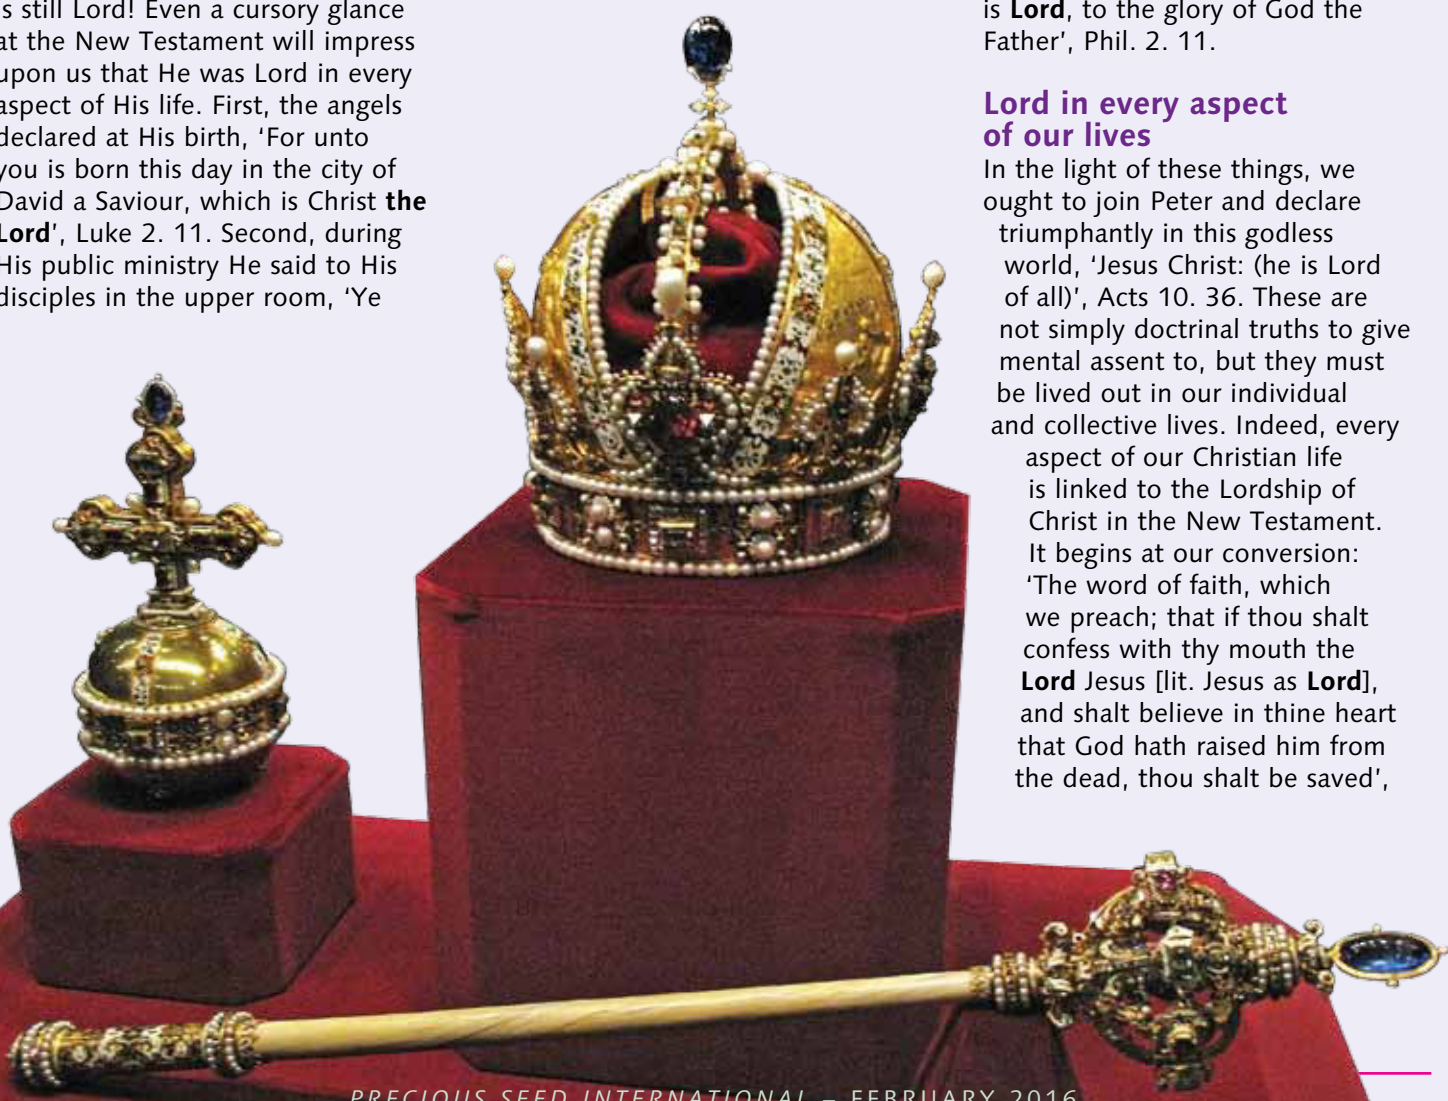 is still Lord! Even a cursory glance
at the New Testament will impress
upon us that He was Lord in every
aspect of His life. First, the angels
declared at His birth, ‘For unto
you is born this day in the city of
David a Saviour, which is Christ the
Lord’, Luke 2. 11. Second, during
His public ministry He said to His
disciples in the upper room, ‘Ye
is Lord, to the glory of God the
Father’, Phil. 2. 11.
Lord in every aspect
of our lives
In the light of these things, we
ought to join Peter and declare
triumphantly in this godless
world, ‘Jesus Christ: (he is Lord
of all)’, Acts 10. 36. These are
not simply doctrinal truths to give
mental assent to, but they must
be lived out in our individual
and collective lives. Indeed, every
aspect of our Christian life
is linked to the Lordship of
Christ in the New Testament.
It begins at our conversion:
‘The word of faith, which
we preach; that if thou shalt
confess with thy mouth the
Lord Jesus [lit. Jesus as Lord],
and shalt believe in thine heart
that God hath raised him from
the dead, thou shalt be saved’,
PRECIOUS SEED INTERNATIONAL – FEBRUARY 2016